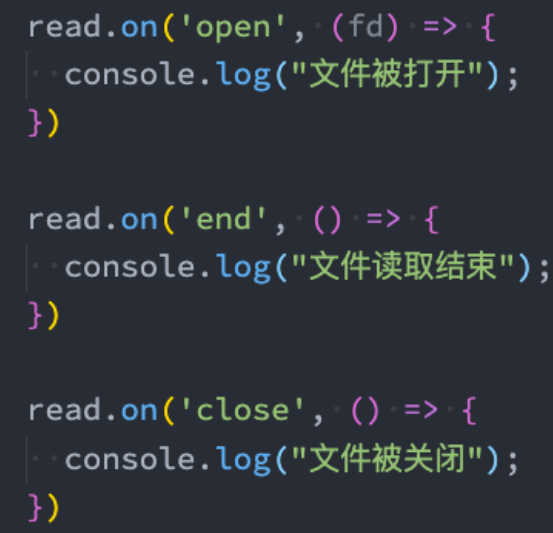 read.on('open', (fd) => {
  console.log("文件被打开");
})

read.on('end', () => {
  console.log("文件读取结束");
})

read.on('close', () => {
  console.log("文件被关闭");
})